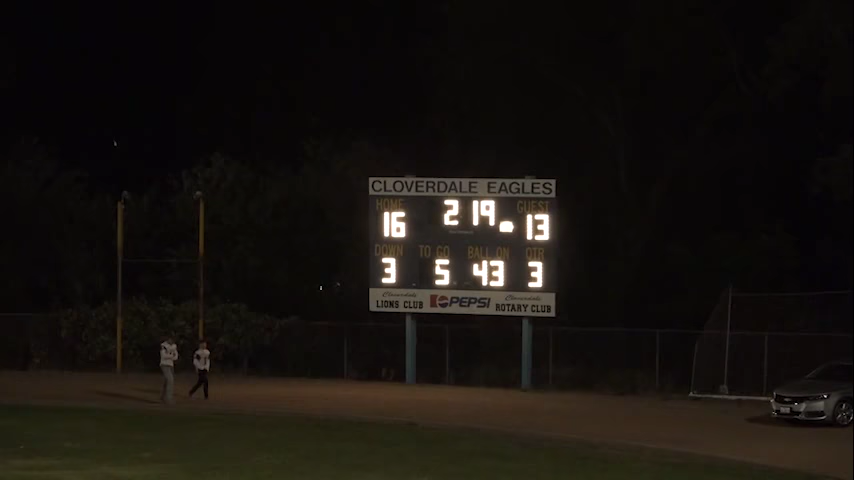 CLOVERDALE EAGLES
HOME 2 19 GUEST
16 13
DOWN TO GO BALL ON QTR
3 5 43 3
Cloverdale LIONS CLUB PEPSI Cloverdale ROTARY CLUB